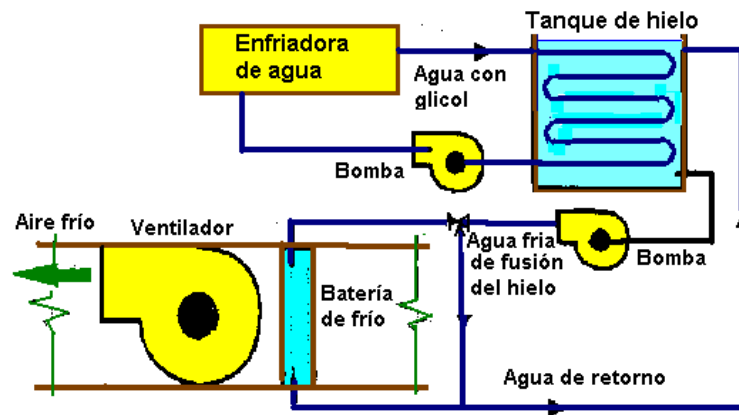 Tanque de hielo
Enfriadora
de agua
Agua con
glicol
Bomba
Aire frío
Ventilador
Agua fria
de fusión
del hielo
Bomba
Batería
de frío
Agua de retorno